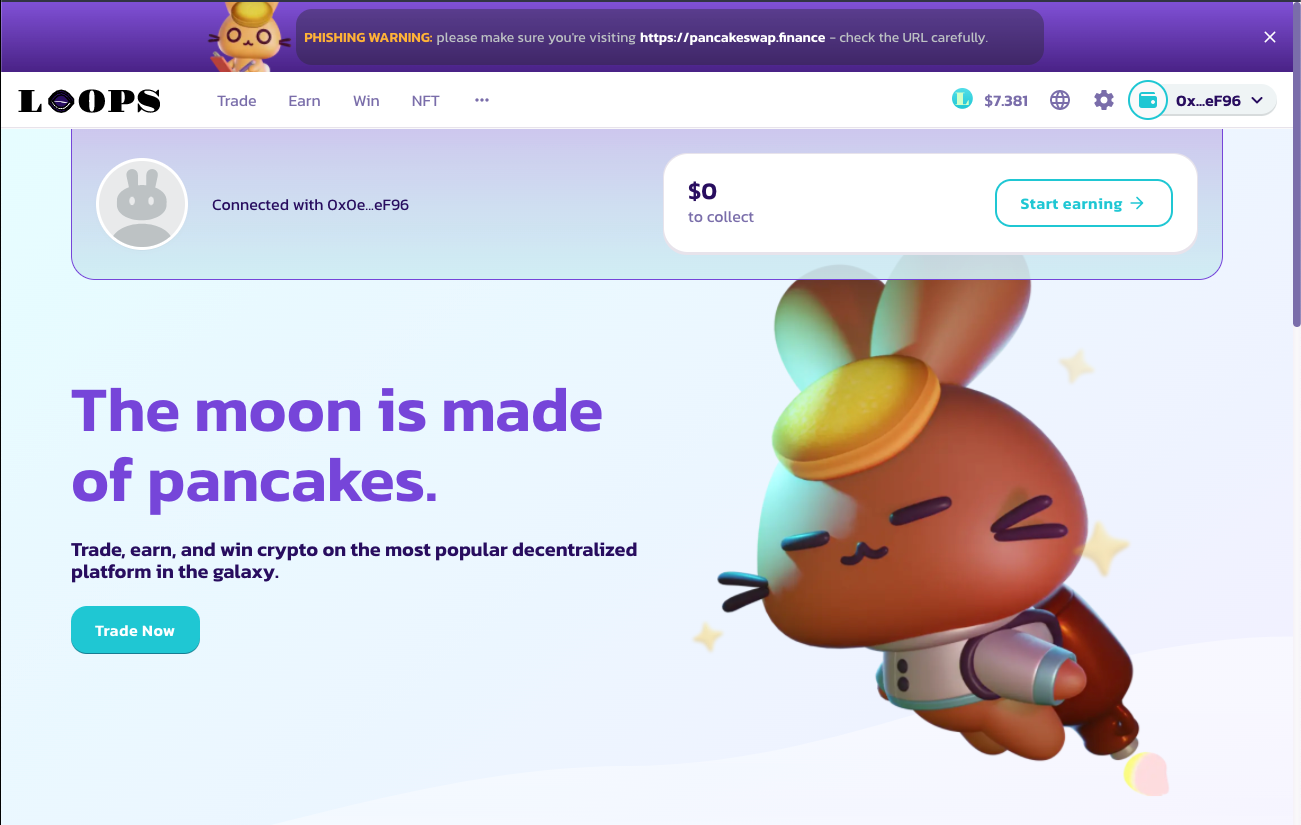 PHISHING WARNING: please make sure you're visiting https://pancakeswap.finance - check the URL carefully.
LOOPS
Trade
Earn
Win
NFT
L $7.381
0x...eF96
Connected with 0x0e...eF96
$0
to collect
Start earning
The moon is made
of pancakes.
Trade, earn, and win crypto on the most popular decentralized
platform in the galaxy.
Trade Now